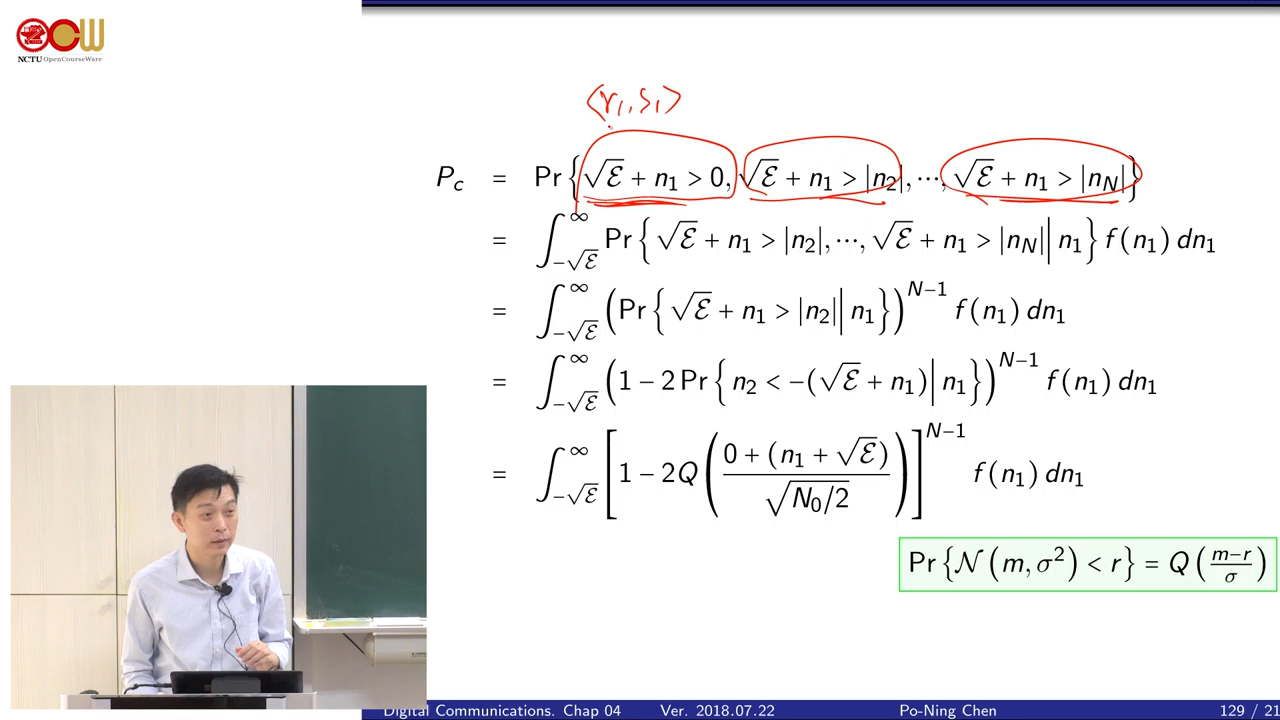 NCTU OpenCourseWare
⟨r₁, s₁⟩
P_c = Pr{√ℰ + n₁ > 0, √ℰ + n₁ > |n₂|, ⋯, √ℰ + n₁ > |n_N|}
= ∫_{−√ℰ}^{∞} Pr{√ℰ + n₁ > |n₂|, ⋯, √ℰ + n₁ > |n_N| | n₁} f(n₁) dn₁
= ∫_{−√ℰ}^{∞} (Pr{√ℰ + n₁ > |n₂| | n₁})^{N−1} f(n₁) dn₁
= ∫_{−√ℰ}^{∞} (1 − 2 Pr{n₂ < −(√ℰ + n₁) | n₁})^{N−1} f(n₁) dn₁
= ∫_{−√ℰ}^{∞} [1 − 2Q((0 + (n₁ + √ℰ))/√(N₀/2))]^{N−1} f(n₁) dn₁
Pr{𝒩(m, σ²) < r} = Q((m−r)/σ)
Digital Communications. Chap 04 Ver. 2018.07.22 Po-Ning Chen 129 / 21